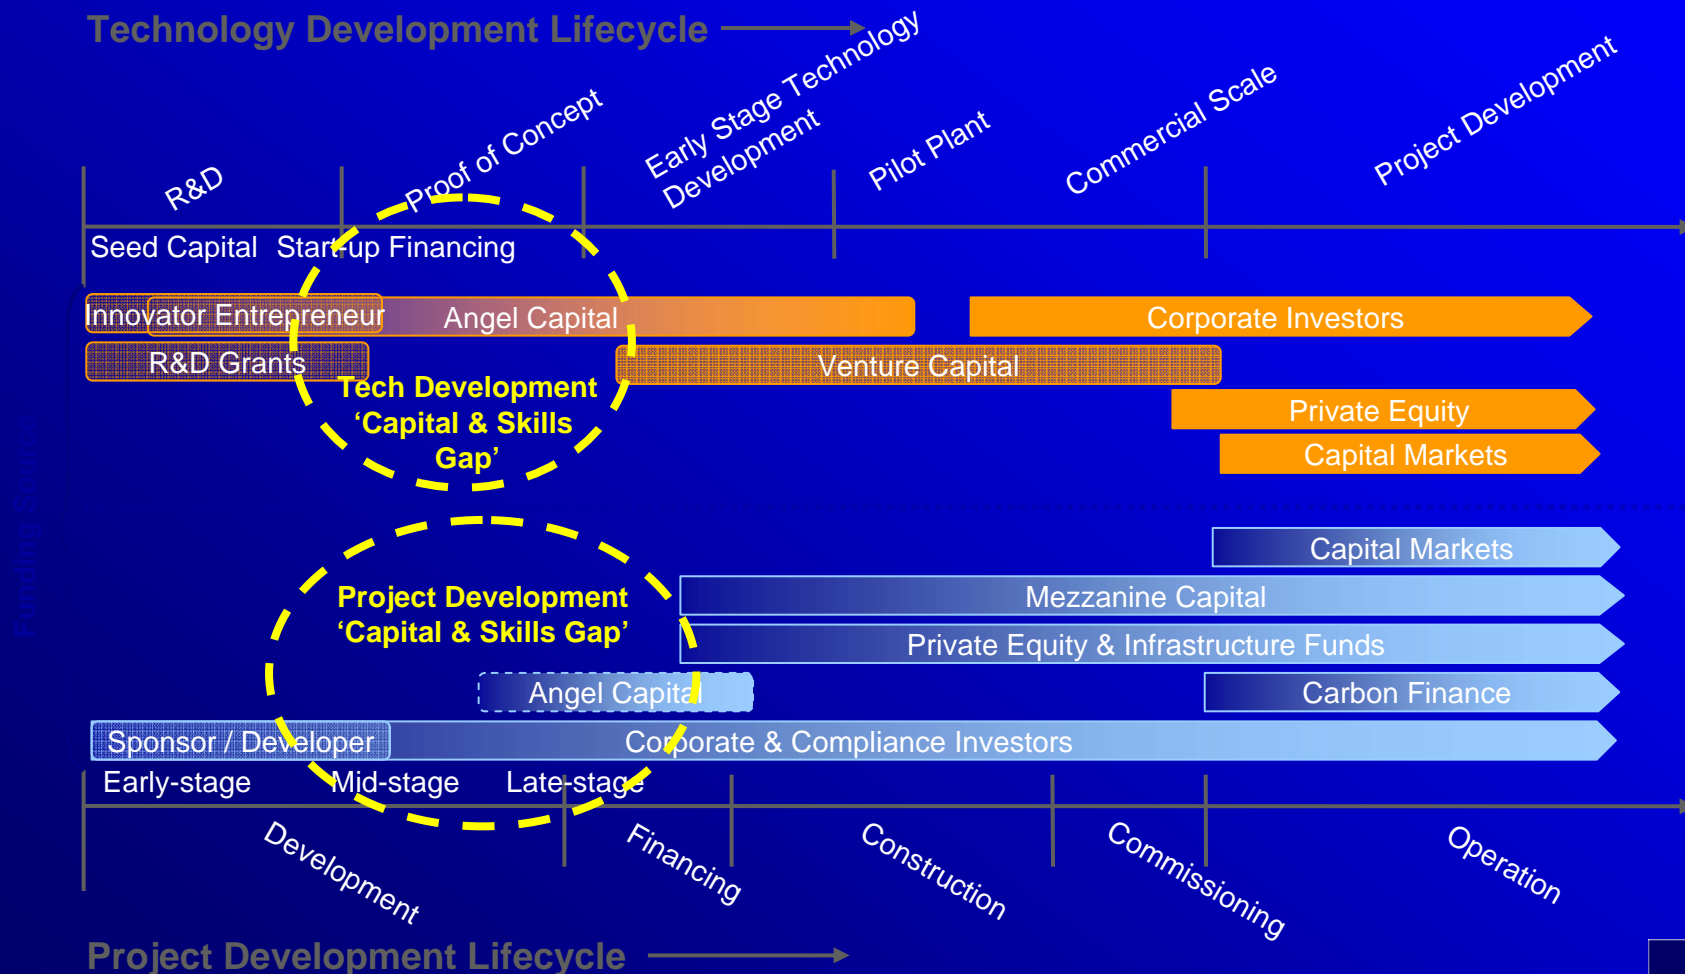 Technology Development Lifecycle
R&D
Proof of Concept
Early Stage Technology
Development
Pilot Plant
Commercial Scale
Project Development
Seed Capital
Start-up Financing
Innovator Entrepreneur
Angel Capital
Corporate Investors
R&D Grants
Venture Capital
Tech Development
‘Capital & Skills
Gap’
Private Equity
Capital Markets
Funding Source
Capital Markets
Project Development
‘Capital & Skills Gap’
Mezzanine Capital
Private Equity & Infrastructure Funds
Angel Capital
Carbon Finance
Sponsor / Developer
Corporate & Compliance Investors
Early-stage
Mid-stage
Late-stage
Development
Financing
Construction
Commissioning
Operation
Project Development Lifecycle